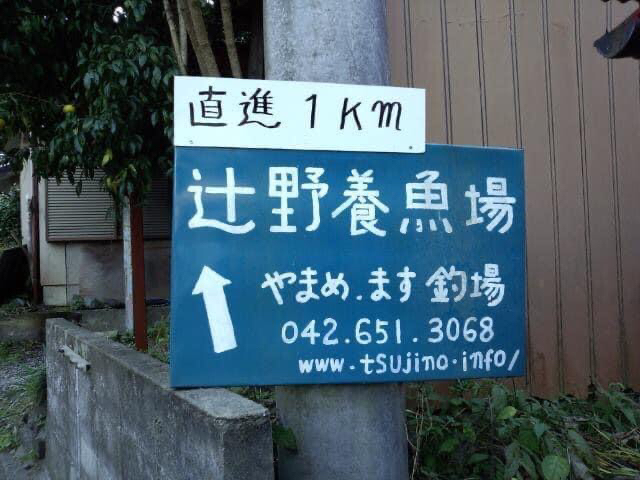 直進 1Km
辻野養魚場
やまめ.ます釣場
042.651.3068
www.tsujino.info/